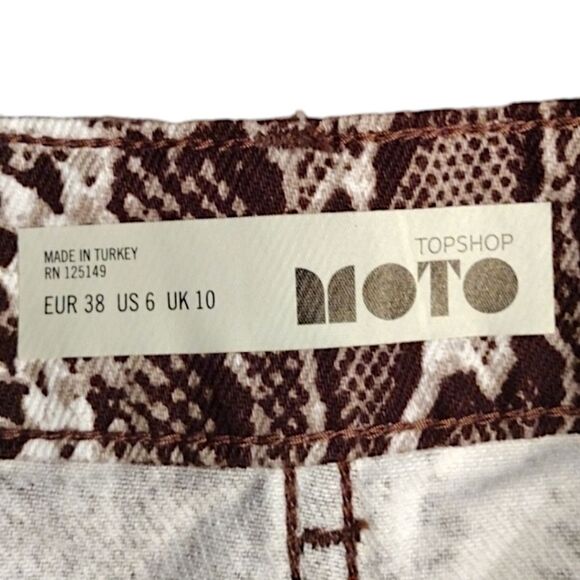 MADE IN TURKEY
RN 125149
EUR 38 US 6 UK 10
TOPSHOP
MOTO